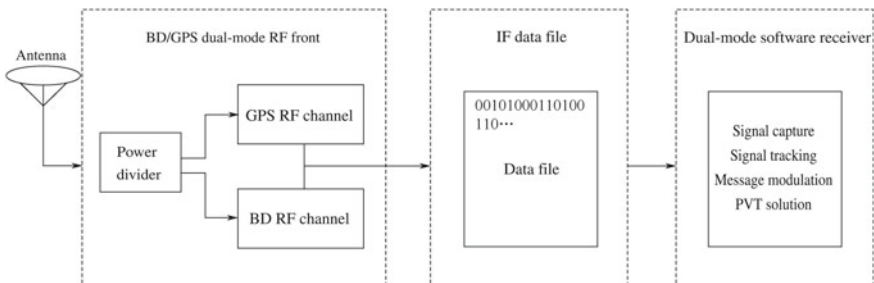 BD/GPS dual-mode RF front
IF data file
Dual-mode software receiver
Antenna
GPS RF channel
Power
divider
BD RF channel
00101000110100
110⋯
Data file
Signal capture
Signal tracking
Message modulation
PVT solution